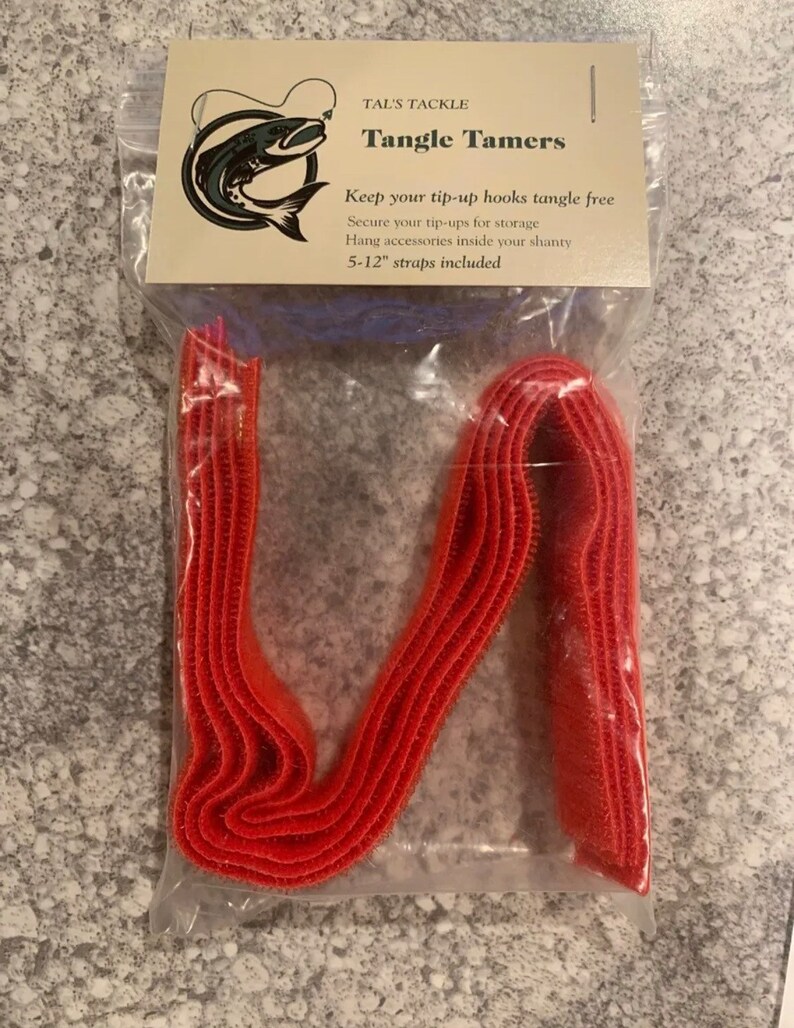 TAL'S TACKLE
Tangle Tamers
Keep your tip-up hooks tangle free
Secure your tip-ups for storage
Hang accessories inside your shanty
5-12" straps included